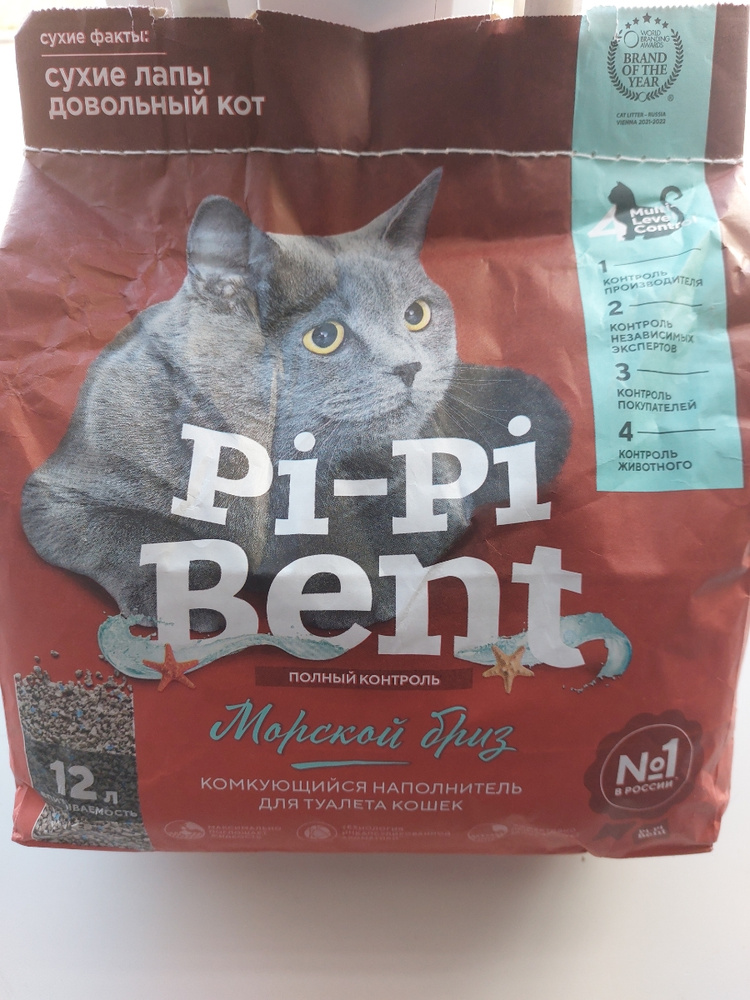 сухие факты:
сухие лапы
довольный кот
WORLD
BRANDING
AWARDS
BRAND
OF THE
YEAR
CAT LITTER - RUSSIA
VIENNA 2021-2022
4 Multi
Level
Control
1
КОНТРОЛЬ
ПРОИЗВОДИТЕЛЯ
2
КОНТРОЛЬ
НЕЗАВИСИМЫХ
ЭКСПЕРТОВ
3
КОНТРОЛЬ
ПОКУПАТЕЛЕЙ
4
КОНТРОЛЬ
ЖИВОТНОГО
Pi-Pi
Bent
ПОЛНЫЙ КОНТРОЛЬ
Морской бриз
КОМКУЮЩИЙСЯ НАПОЛНИТЕЛЬ
ДЛЯ ТУАЛЕТА КОШЕК
12 л
№1
В РОССИИ